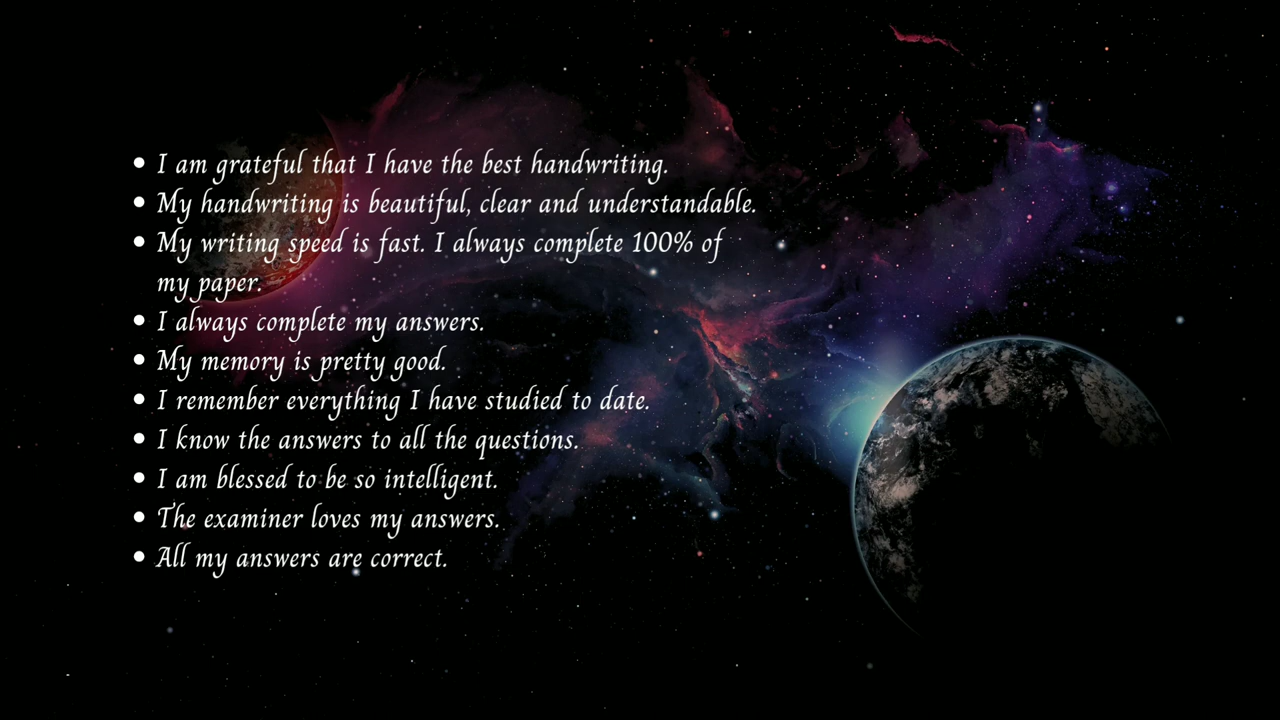 • I am grateful that I have the best handwriting.
• My handwriting is beautiful, clear and understandable.
• My writing speed is fast. I always complete 100% of
my paper.
• I always complete my answers.
• My memory is pretty good.
• I remember everything I have studied to date.
• I know the answers to all the questions.
• I am blessed to be so intelligent.
• The examiner loves my answers.
• All my answers are correct.